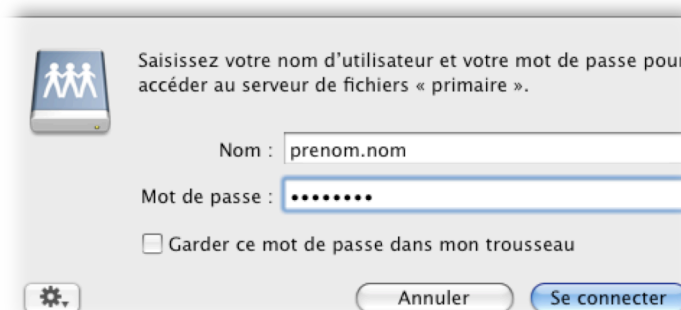 Saisissez votre nom d'utilisateur et votre mot de passe pour
accéder au serveur de fichiers « primaire ».
Nom : prenom.nom
Mot de passe : ••••••••
Garder ce mot de passe dans mon trousseau
Annuler
Se connecter